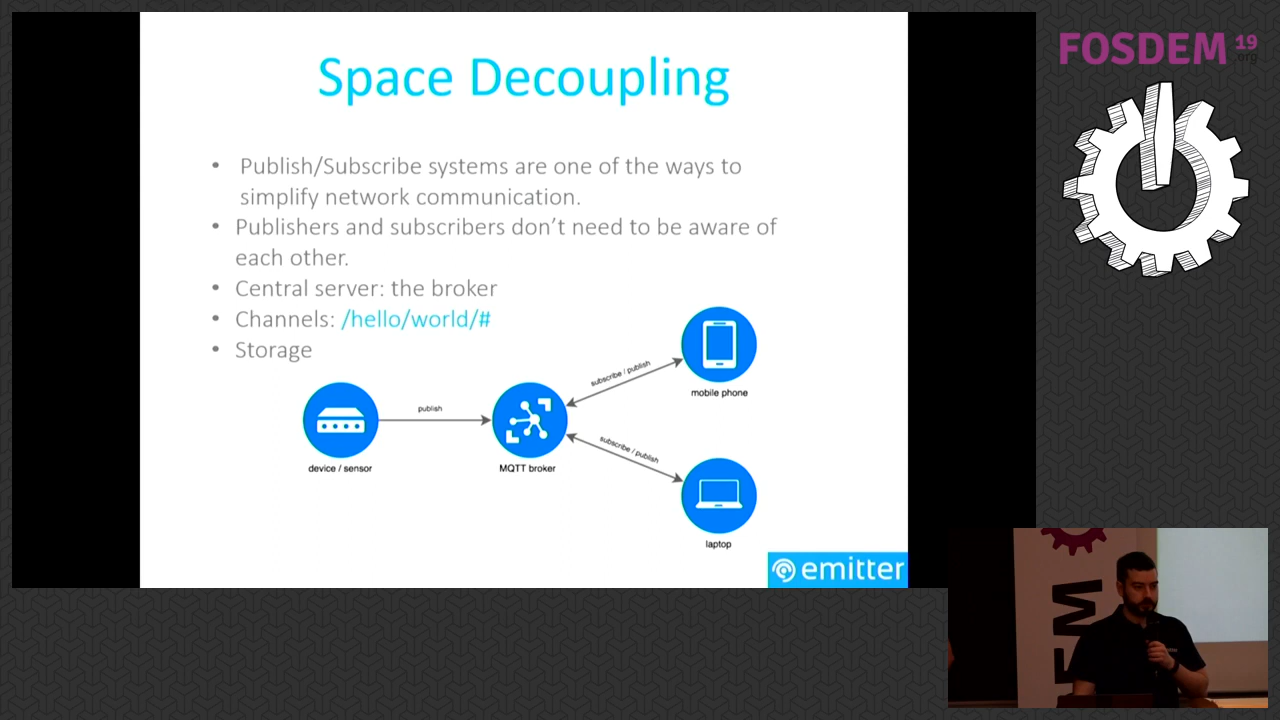 Space Decoupling
• Publish/Subscribe systems are one of the ways to
simplify network communication.
• Publishers and subscribers don't need to be aware of
each other.
• Central server: the broker
• Channels: /hello/world/#
• Storage
device / sensor
publish
MQTT broker
subscribe / publish
mobile phone
subscribe / publish
laptop
emitter
FOSDEM 19
.org